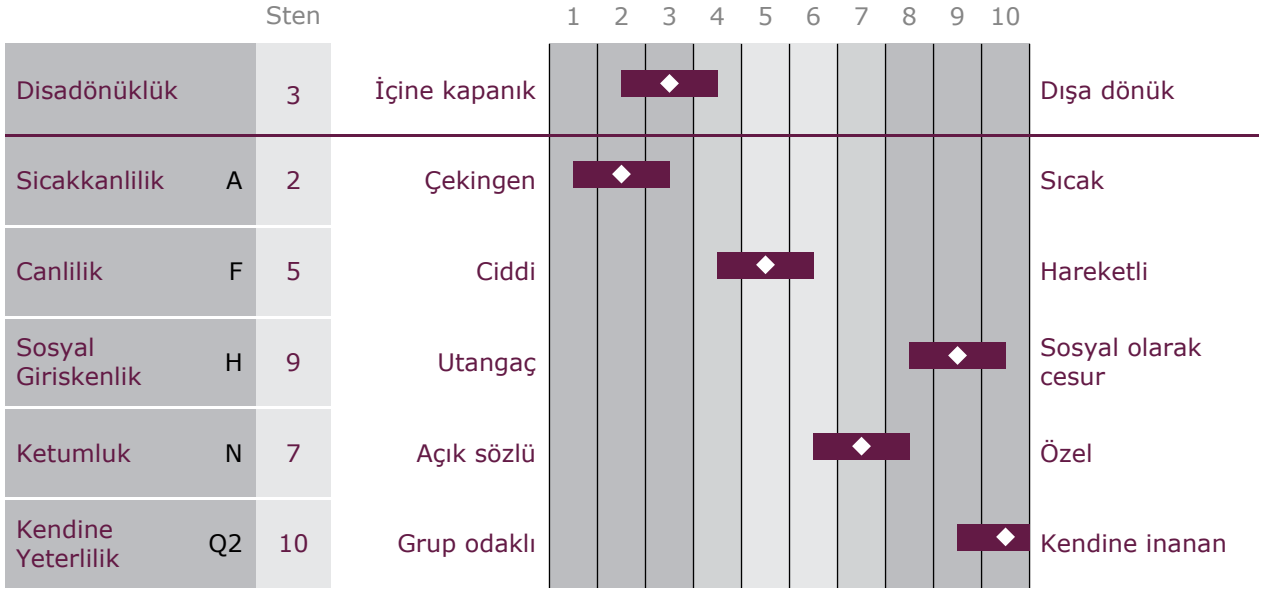 Sten 1 2 3 4 5 6 7 8 9 10
Disadönüklük 3 İçine kapanık Dışa dönük
Sicakkanlilik A 2 Çekingen Sıcak
Canlilik F 5 Ciddi Hareketli
Sosyal
Giriskenlik H 9 Utangaç Sosyal olarak
cesur
Ketumluk N 7 Açık sözlü Özel
Kendine
Yeterlilik Q2 10 Grup odaklı Kendine inanan